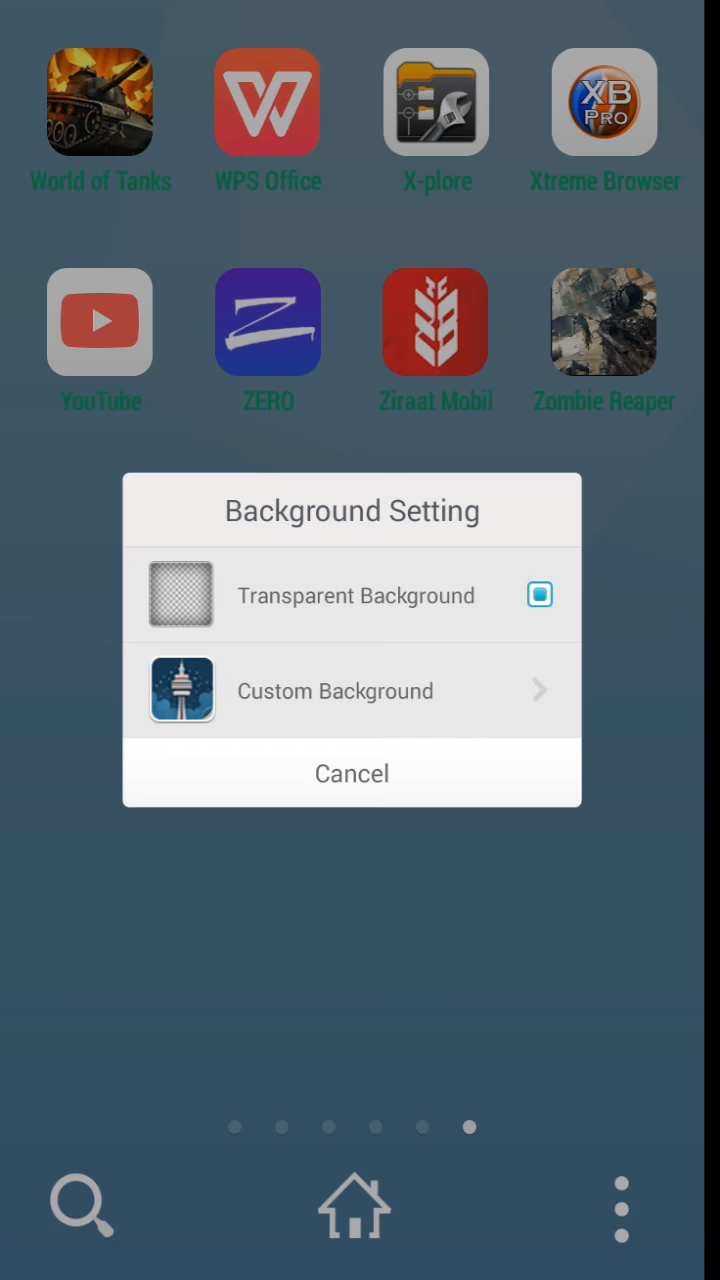 XB
PRO
World of Tanks
WPS Office
X-plore
Xtreme Browser
YouTube
ZERO
Ziraat Mobil
Zombie Reaper
Background Setting
Transparent Background
Custom Background
Cancel